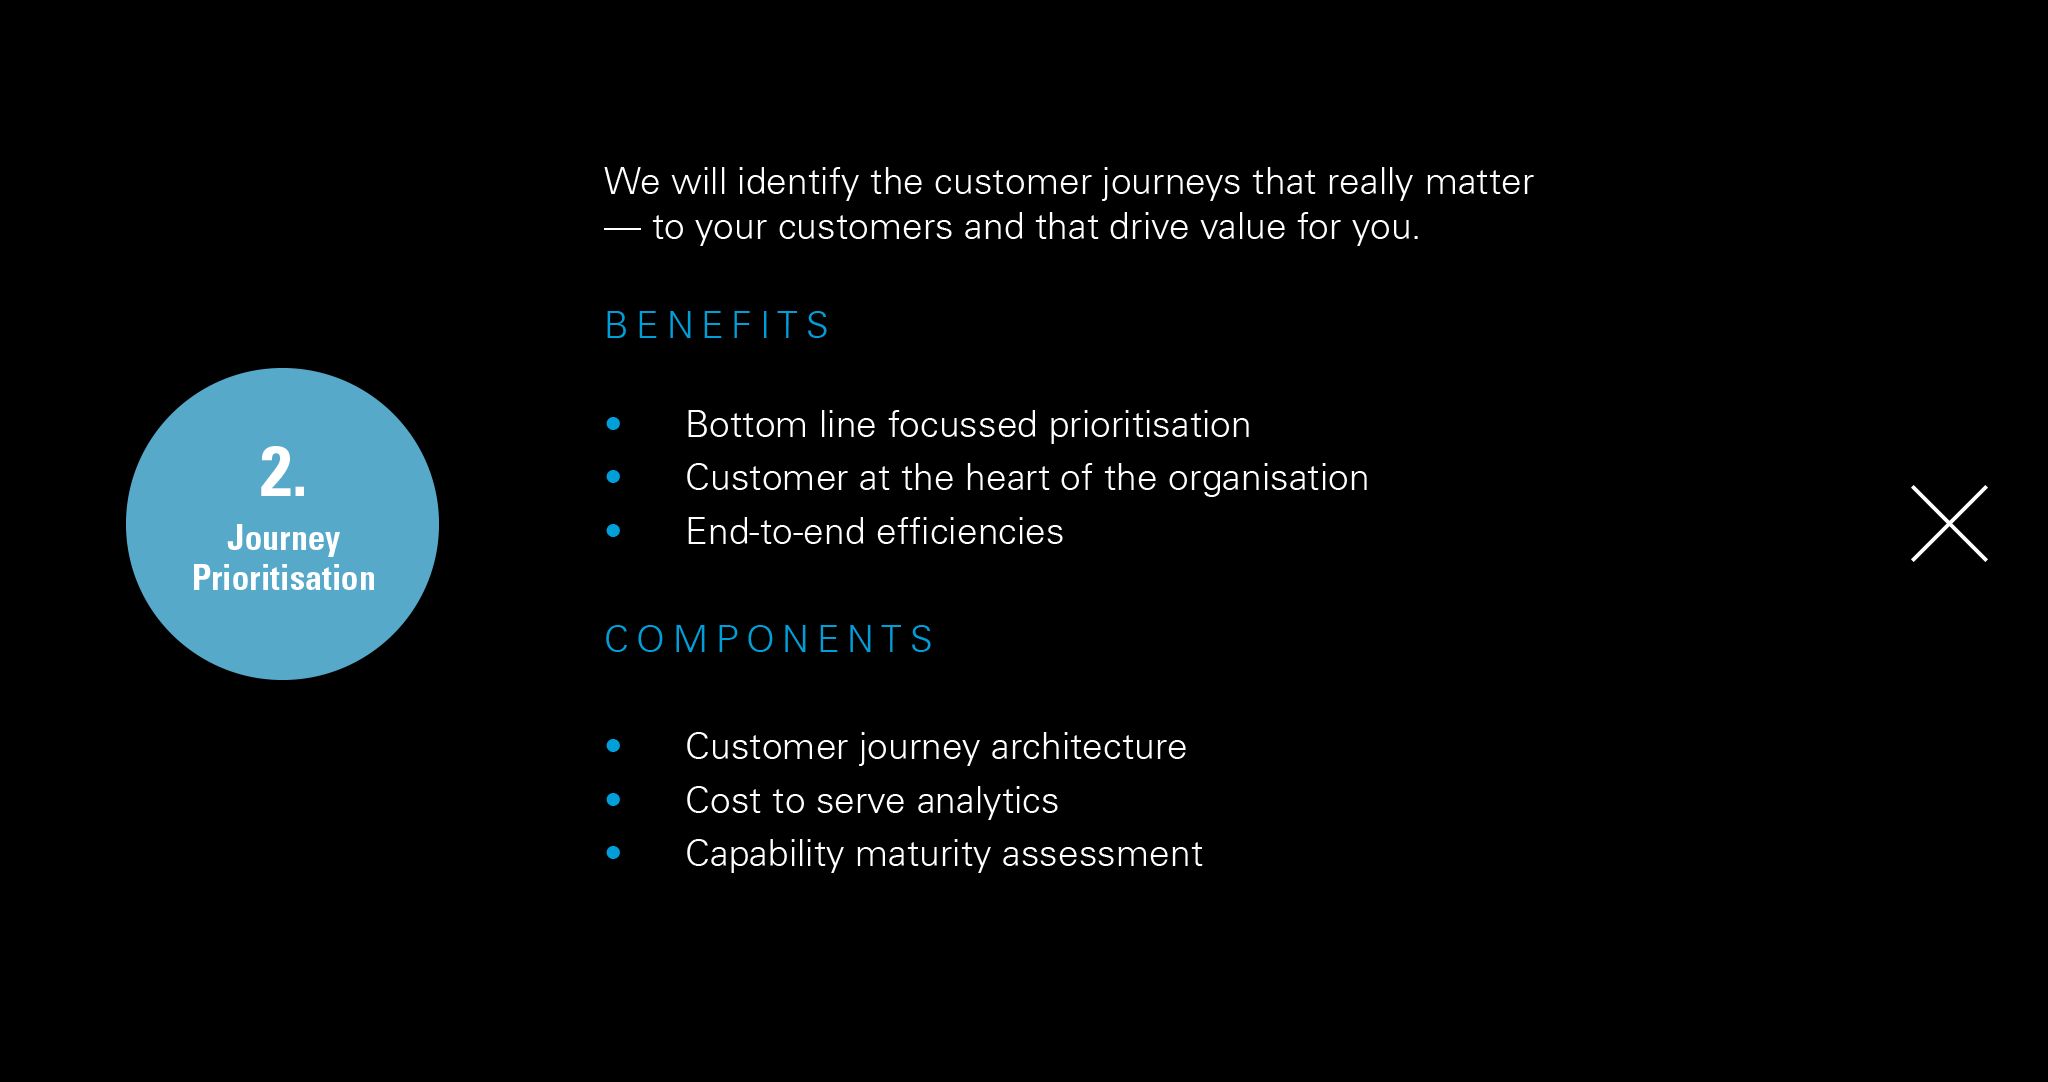 2.
Journey
Prioritisation
We will identify the customer journeys that really matter
— to your customers and that drive value for you.
BENEFITS
• Bottom line focussed prioritisation
• Customer at the heart of the organisation
• End-to-end efficiencies
COMPONENTS
• Customer journey architecture
• Cost to serve analytics
• Capability maturity assessment